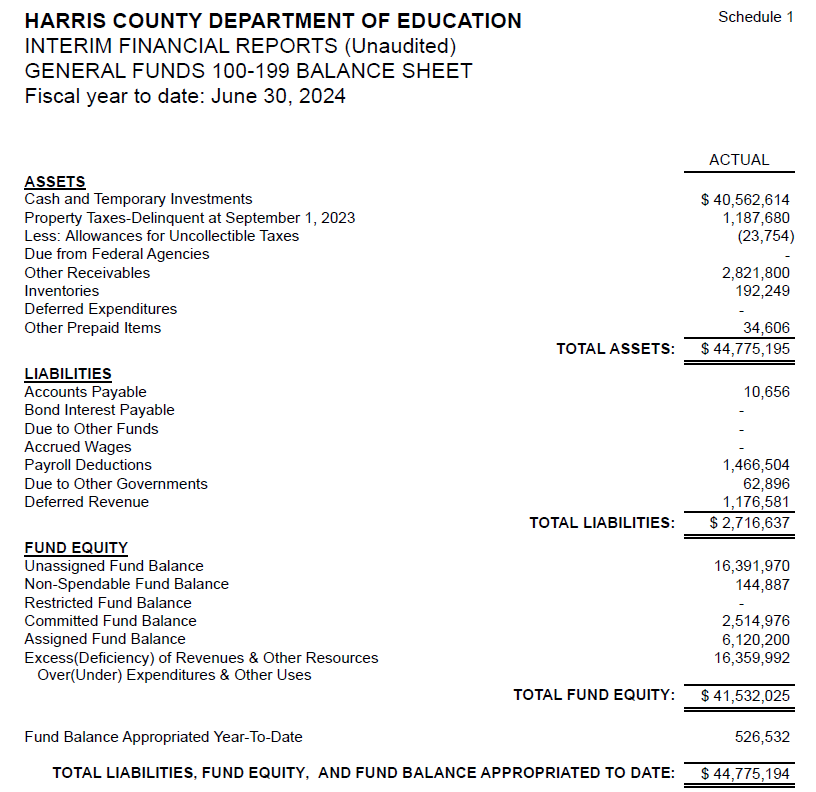 HARRIS COUNTY DEPARTMENT OF EDUCATION Schedule 1
INTERIM FINANCIAL REPORTS (Unaudited)
GENERAL FUNDS 100-199 BALANCE SHEET
Fiscal year to date: June 30, 2024
ACTUAL
ASSETS
Cash and Temporary Investments $ 40,562,614
Property Taxes-Delinquent at September 1, 2023 1,187,680
Less: Allowances for Uncollectible Taxes (23,754)
Due from Federal Agencies -
Other Receivables 2,821,800
Inventories 192,249
Deferred Expenditures -
Other Prepaid Items 34,606
TOTAL ASSETS: $ 44,775,195
LIABILITIES
Accounts Payable 10,656
Bond Interest Payable -
Due to Other Funds -
Accrued Wages -
Payroll Deductions 1,466,504
Due to Other Governments 62,896
Deferred Revenue 1,176,581
TOTAL LIABILITIES: $ 2,716,637
FUND EQUITY
Unassigned Fund Balance 16,391,970
Non-Spendable Fund Balance 144,887
Restricted Fund Balance -
Committed Fund Balance 2,514,976
Assigned Fund Balance 6,120,200
Excess(Deficiency) of Revenues & Other Resources 16,359,992
Over(Under) Expenditures & Other Uses
TOTAL FUND EQUITY: $ 41,532,025
Fund Balance Appropriated Year-To-Date 526,532
TOTAL LIABILITIES, FUND EQUITY, AND FUND BALANCE APPROPRIATED TO DATE: $ 44,775,194